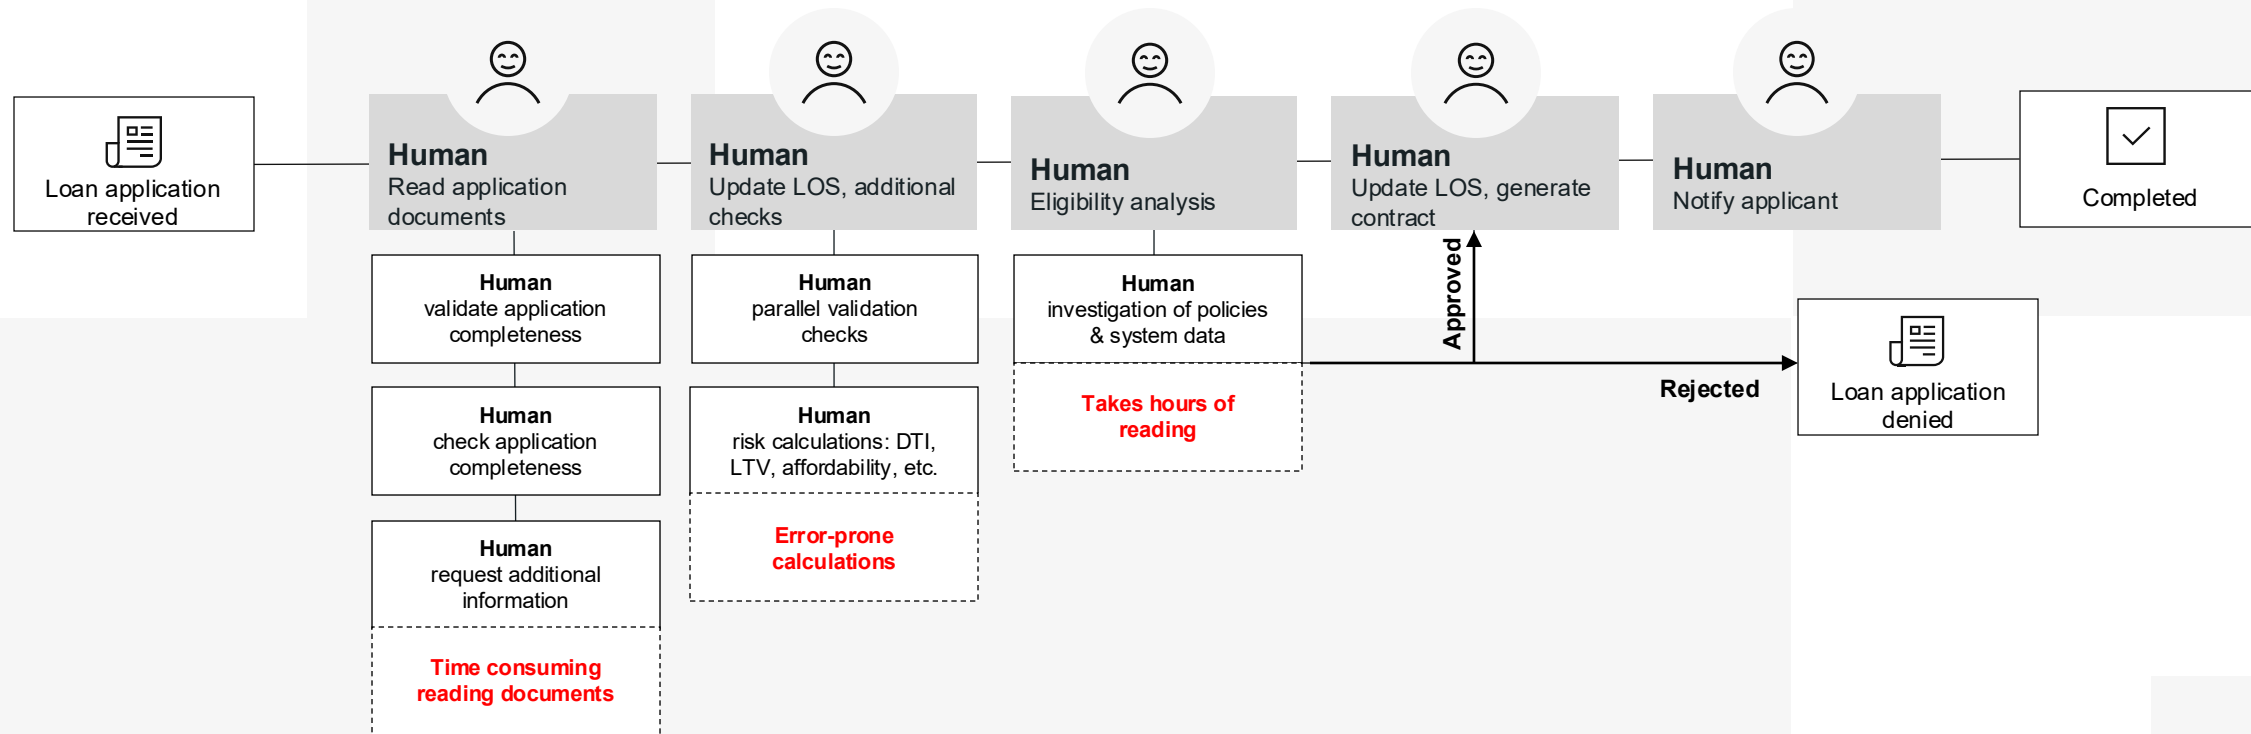 Loan application
received
Human
Read application
documents
Human
validate application
completeness
Human
check application
completeness
Human
request additional
information
Time consuming
reading documents
Human
Update LOS, additional
checks
Human
parallel validation
checks
Human
risk calculations: DTI,
LTV, affordability, etc.
Error-prone
calculations
Human
Eligibility analysis
Human
investigation of policies
& system data
Takes hours of
reading
Human
Update LOS, generate
contract
Approved
Rejected
Human
Notify applicant
Completed
Loan application
denied